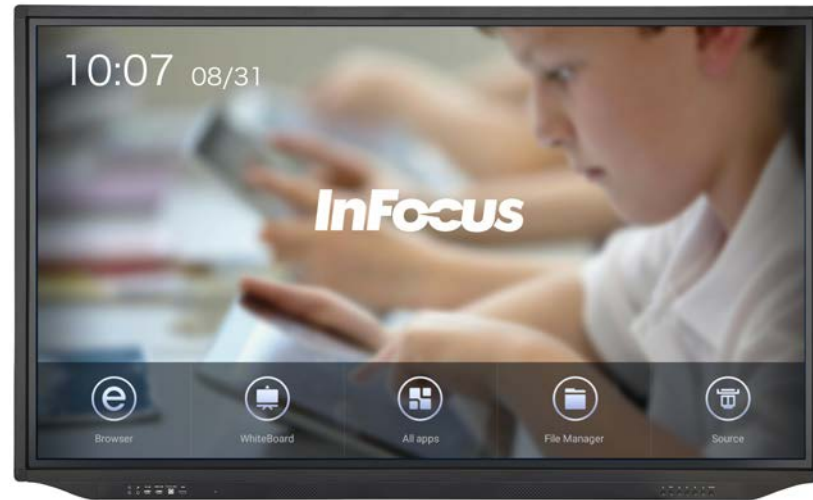 10:07 08/31
InFocus
Browser
WhiteBoard
All apps
File Manager
Source